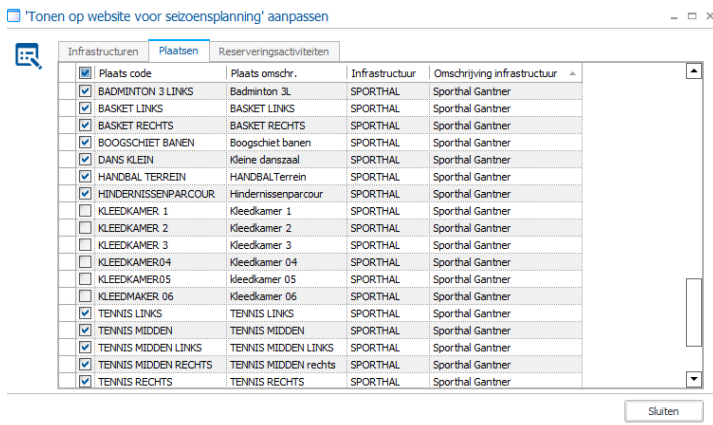 'Tonen op website voor seizoensplanning' aanpassen
Infrastructuren Plaatsen Reserveringsactiviteiten
Plaats code Plaats omschr. Infrastructuur Omschrijving infrastructuur
BADMINTON 3 LINKS Badminton 3L SPORTHAL Sporthal Gantner
BASKET LINKS BASKET LINKS SPORTHAL Sporthal Gantner
BASKET RECHTS BASKET RECHTS SPORTHAL Sporthal Gantner
BOOGSCHIET BANEN Boogschiet banen SPORTHAL Sporthal Gantner
DANS KLEIN Kleine danszaal SPORTHAL Sporthal Gantner
HANDBAL TERREIN HANDBALTerrein SPORTHAL Sporthal Gantner
HINDERNISSENPARCOUR Hindernissenparcour SPORTHAL Sporthal Gantner
KLEEDKAMER 1 Kleedkamer 1 SPORTHAL Sporthal Gantner
KLEEDKAMER 2 Kleedkamer 2 SPORTHAL Sporthal Gantner
KLEEDKAMER 3 Kleedkamer 3 SPORTHAL Sporthal Gantner
KLEEDKAMER04 Kleedkamer 04 SPORTHAL Sporthal Gantner
KLEEDKAMER05 kleedkamer 05 SPORTHAL Sporthal Gantner
KLEEDMAKER 06 Kleedkamer 06 SPORTHAL Sporthal Gantner
TENNIS LINKS TENNIS LINKS SPORTHAL Sporthal Gantner
TENNIS MIDDEN TENNIS MIDDEN SPORTHAL Sporthal Gantner
TENNIS MIDDEN LINKS TENNIS MIDDEN LINKS SPORTHAL Sporthal Gantner
TENNIS MIDDEN RECHTS TENNIS MIDDEN rechts SPORTHAL Sporthal Gantner
TENNIS RECHTS TENNIS RECHTS SPORTHAL Sporthal Gantner
Sluiten